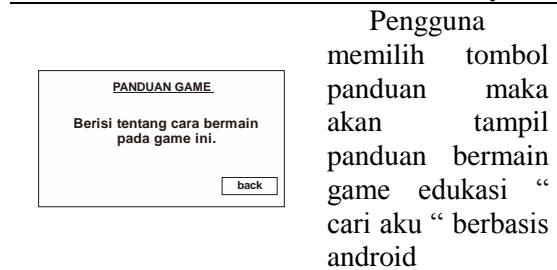 PANDUAN GAME
Berisi tentang cara bermain
pada game ini.
back
Pengguna
memilih tombol
panduan maka
akan tampil
panduan bermain
game edukasi “
cari aku “ berbasis
android